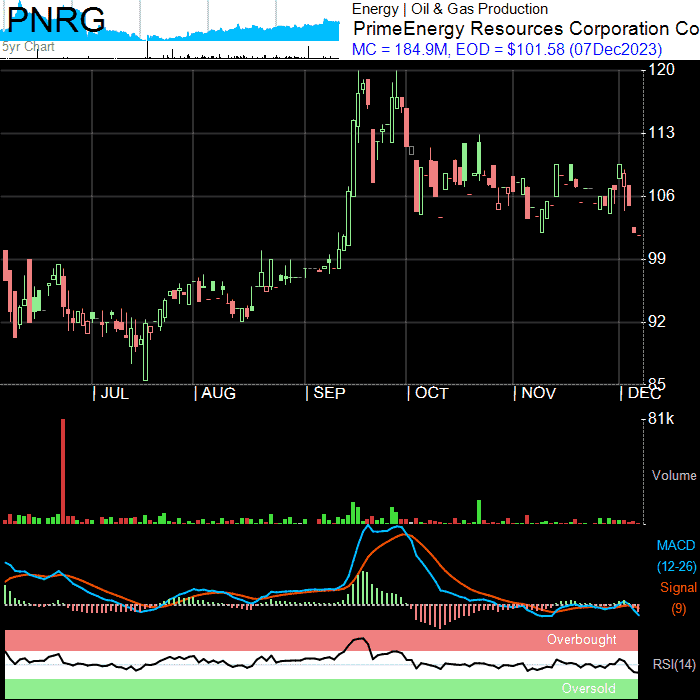 PNRG
5yr Chart
Energy | Oil & Gas Production
PrimeEnergy Resources Corporation Co
MC = 184.9M, EOD = $101.58 (07Dec2023)
120
113
106
99
92
85
JUL
AUG
SEP
OCT
NOV
DEC
81k
Volume
MACD
(12-26)
Signal
(9)
Overbought
RSI(14)
Oversold